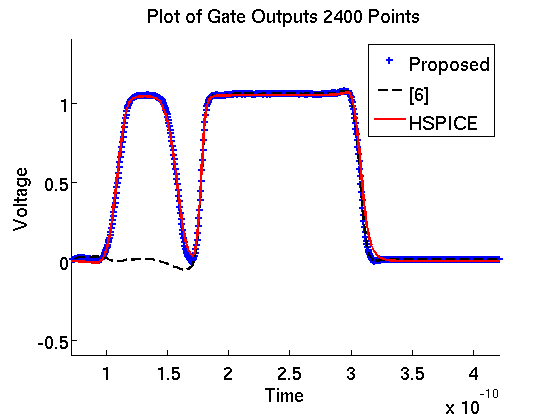 Plot of Gate Outputs 2400 Points
Proposed
[6]
HSPICE
1
0.5
0
-0.5
Voltage
1
1.5
2
2.5
3
3.5
4
Time
x 10^-10